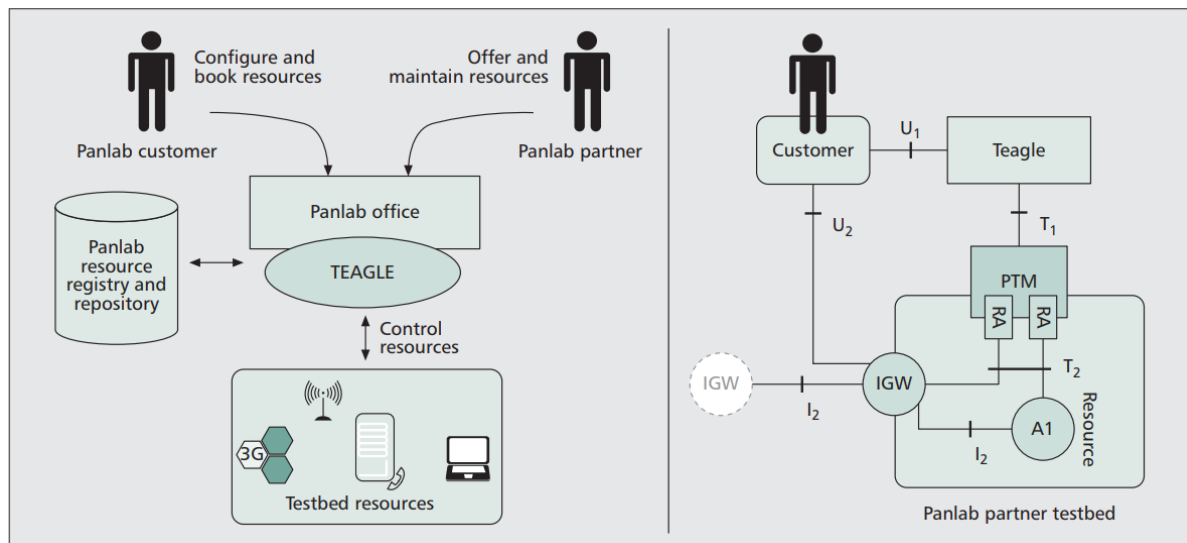 Configure and
book resources
Offer and
maintain resources
Panlab customer
Panlab partner
Panlab office
TEAGLE
Panlab
resource
registry and
repository
Control
resources
3G
Testbed resources
Customer
U1
Teagle
U2
T1
PTM
RA
RA
T2
IGW
I2
IGW
I2
A1
Resource
Panlab partner testbed